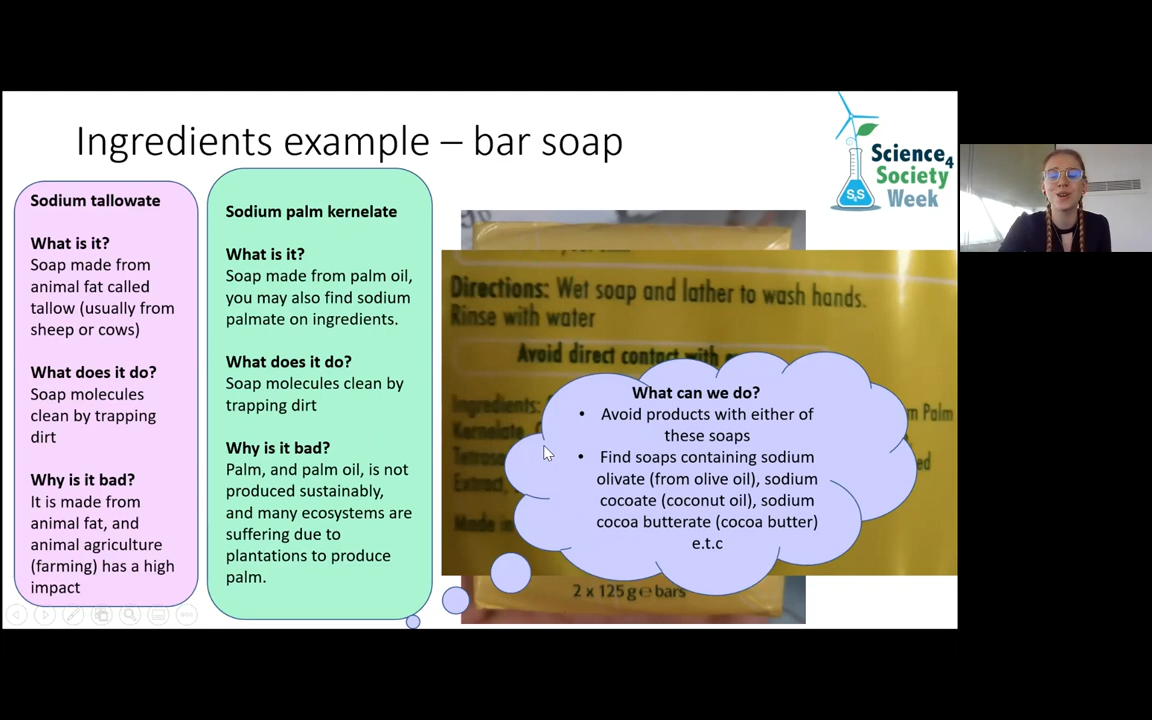 Ingredients example – bar soap
Science4
Society
Week
S4S
Sodium tallowate
What is it?
Soap made from
animal fat called
tallow (usually from
sheep or cows)
What does it do?
Soap molecules
clean by trapping
dirt
Why is it bad?
It is made from
animal fat, and
animal agriculture
(farming) has a high
impact
Sodium palm kernelate
What is it?
Soap made from palm oil,
you may also find sodium
palmate on ingredients.
What does it do?
Soap molecules clean by
trapping dirt
Why is it bad?
Palm, and palm oil, is not
produced sustainably,
and many ecosystems are
suffering due to
plantations to produce
palm.
Directions: Wet soap and lather to wash hands.
Rinse with water
Avoid direct contact with
Ingredients:
Palm
Kernelate
Extract,
Made in
What can we do?
• Avoid products with either of
these soaps
• Find soaps containing sodium
olivate (from olive oil), sodium
cocoate (coconut oil), sodium
cocoa butterate (cocoa butter)
e.t.c
2 x 125g e bars